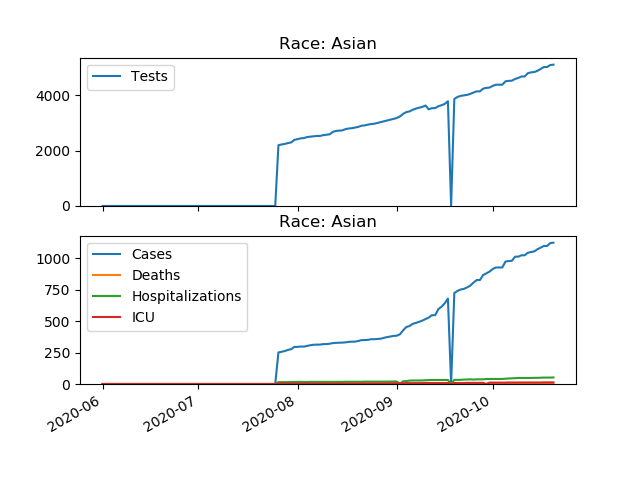 Race: Asian
Tests
4000
2000
0
Race: Asian
Cases
Deaths
Hospitalizations
ICU
1000
750
500
250
0
2020-06 2020-07 2020-08 2020-09 2020-10